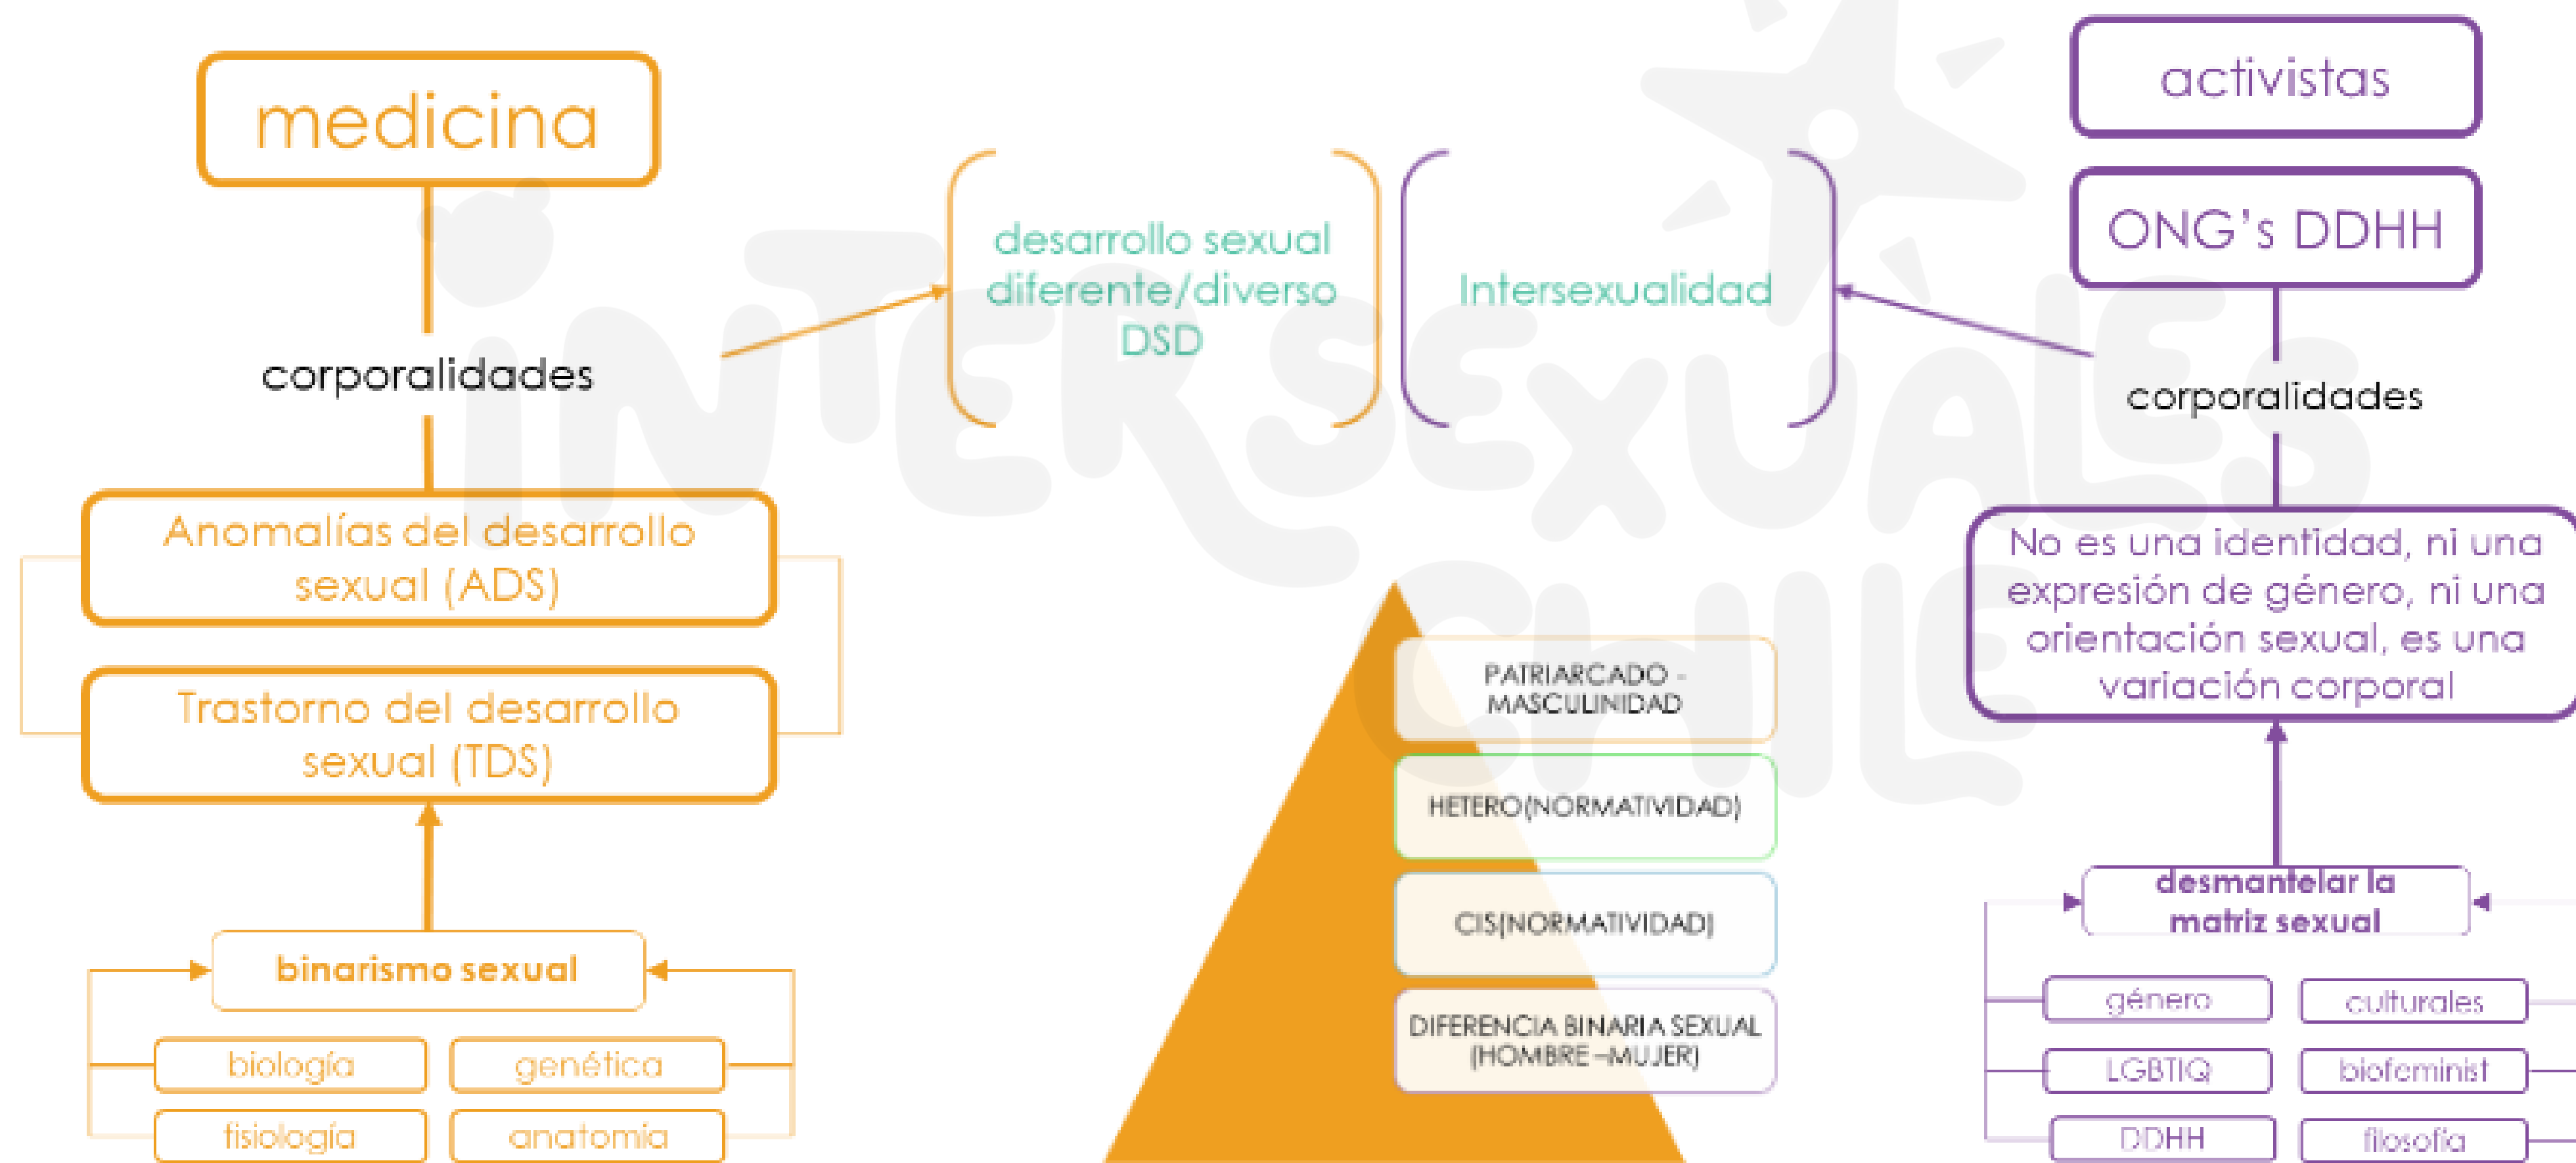 medicina
corporalidades
Anomalías del desarrollo
sexual (ADS)
Trastorno del desarrollo
sexual (TDS)
binarismo sexual
biología
genética
fisiología
anatomía
desarrollo sexual
diferente/diverso
DSD
Intersexualidad
PATRIARCADO -
MASCULINIDAD
HETERO(NORMATIVIDAD)
CIS(NORMATIVIDAD)
DIFERENCIA BINARIA SEXUAL
(HOMBRE –MUJER)
activistas
ONG's DDHH
corporalidades
No es una identidad, ni una
expresión de género, ni una
orientación sexual, es una
variación corporal
desmantelar la
matriz sexual
género
culturales
LGBTIQ
biofeminist
DDHH
filosofía
INTERSEXUALES
CHILE